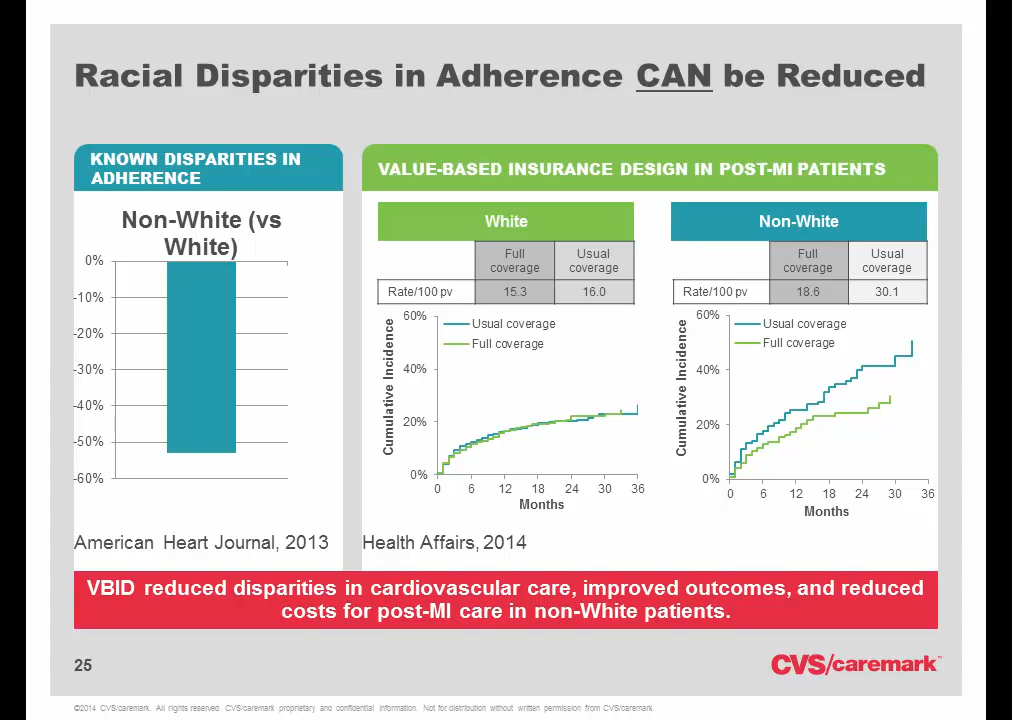 Racial Disparities in Adherence CAN be Reduced
KNOWN DISPARITIES IN
ADHERENCE
Non-White (vs
White)
0%
-10%
-20%
-30%
-40%
-50%
-60%
American Heart Journal, 2013
VALUE-BASED INSURANCE DESIGN IN POST-MI PATIENTS
White
Full
coverage
Usual
coverage
Rate/100 pv
15.3
16.0
60%
40%
20%
0%
Cumulative Incidence
Usual coverage
Full coverage
0 6 12 18 24 30 36
Months
Non-White
Full
coverage
Usual
coverage
Rate/100 pv
18.6
30.1
60%
40%
20%
0%
Cumulative Incidence
Usual coverage
Full coverage
0 6 12 18 24 30 36
Months
Health Affairs, 2014
VBID reduced disparities in cardiovascular care, improved outcomes, and reduced
costs for post-MI care in non-White patients.
25
CVS/caremark™
©2014 CVS/caremark. All rights reserved. CVS/caremark proprietary and confidential information. Not for distribution without written permission from CVS/caremark.